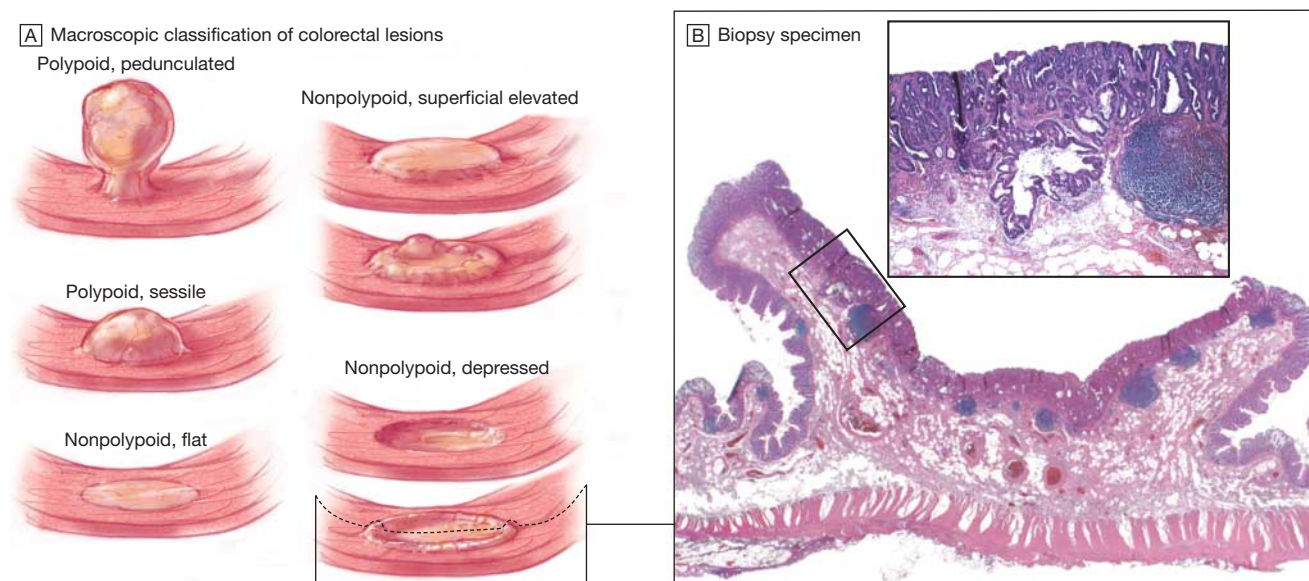 A Macroscopic classification of colorectal lesions
Polypoid, pedunculated
Nonpolypoid, superficial elevated
Polypoid, sessile
Nonpolypoid, depressed
Nonpolypoid, flat
B Biopsy specimen